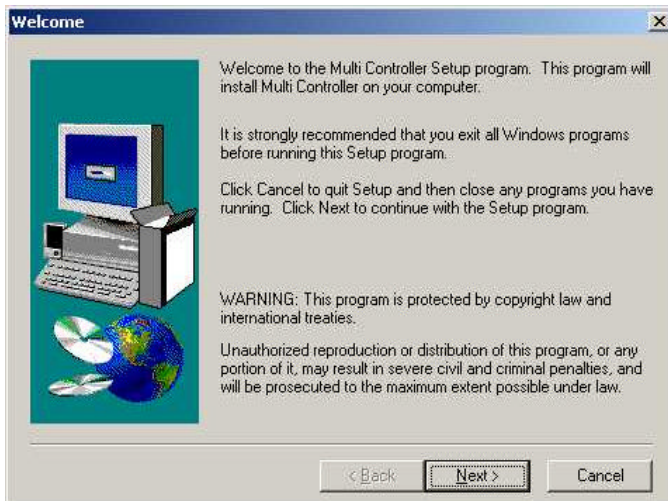 Welcome
Welcome to the Multi Controller Setup program. This program will
install Multi Controller on your computer.
It is strongly recommended that you exit all Windows programs
before running this Setup program.
Click Cancel to quit Setup and then close any programs you have
running. Click Next to continue with the Setup program.
WARNING: This program is protected by copyright law and
international treaties.
Unauthorized reproduction or distribution of this program, or any
portion of it, may result in severe civil and criminal penalties, and
will be prosecuted to the maximum extent possible under law.
< Back Next > Cancel